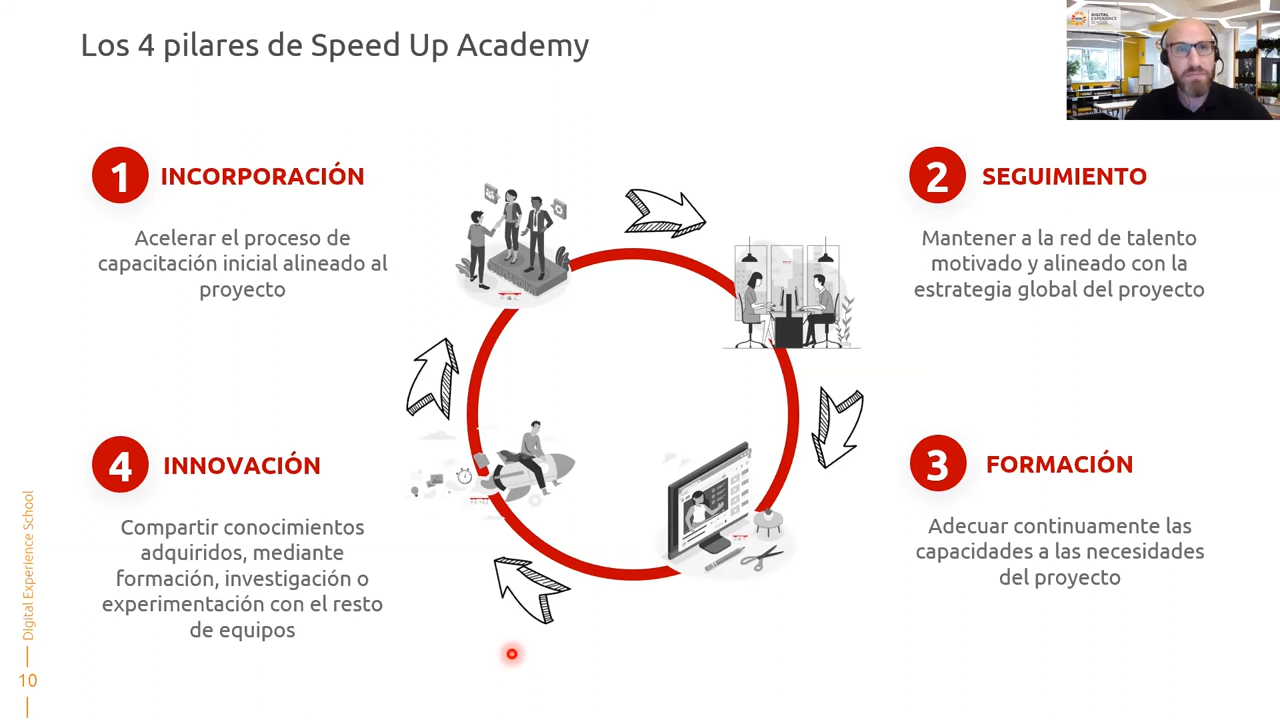 Los 4 pilares de Speed Up Academy
DIGITAL
EXPERIENCE
SCHOOL
1 INCORPORACIÓN
Acelerar el proceso de
capacitación inicial alineado al
proyecto
2 SEGUIMIENTO
Mantener a la red de talento
motivado y alineado con la
estrategia global del proyecto
3 FORMACIÓN
Adecuar continuamente las
capacidades a las necesidades
del proyecto
4 INNOVACIÓN
Compartir conocimientos
adquiridos, mediante
formación, investigación o
experimentación con el resto
de equipos
Digital Experience School
10